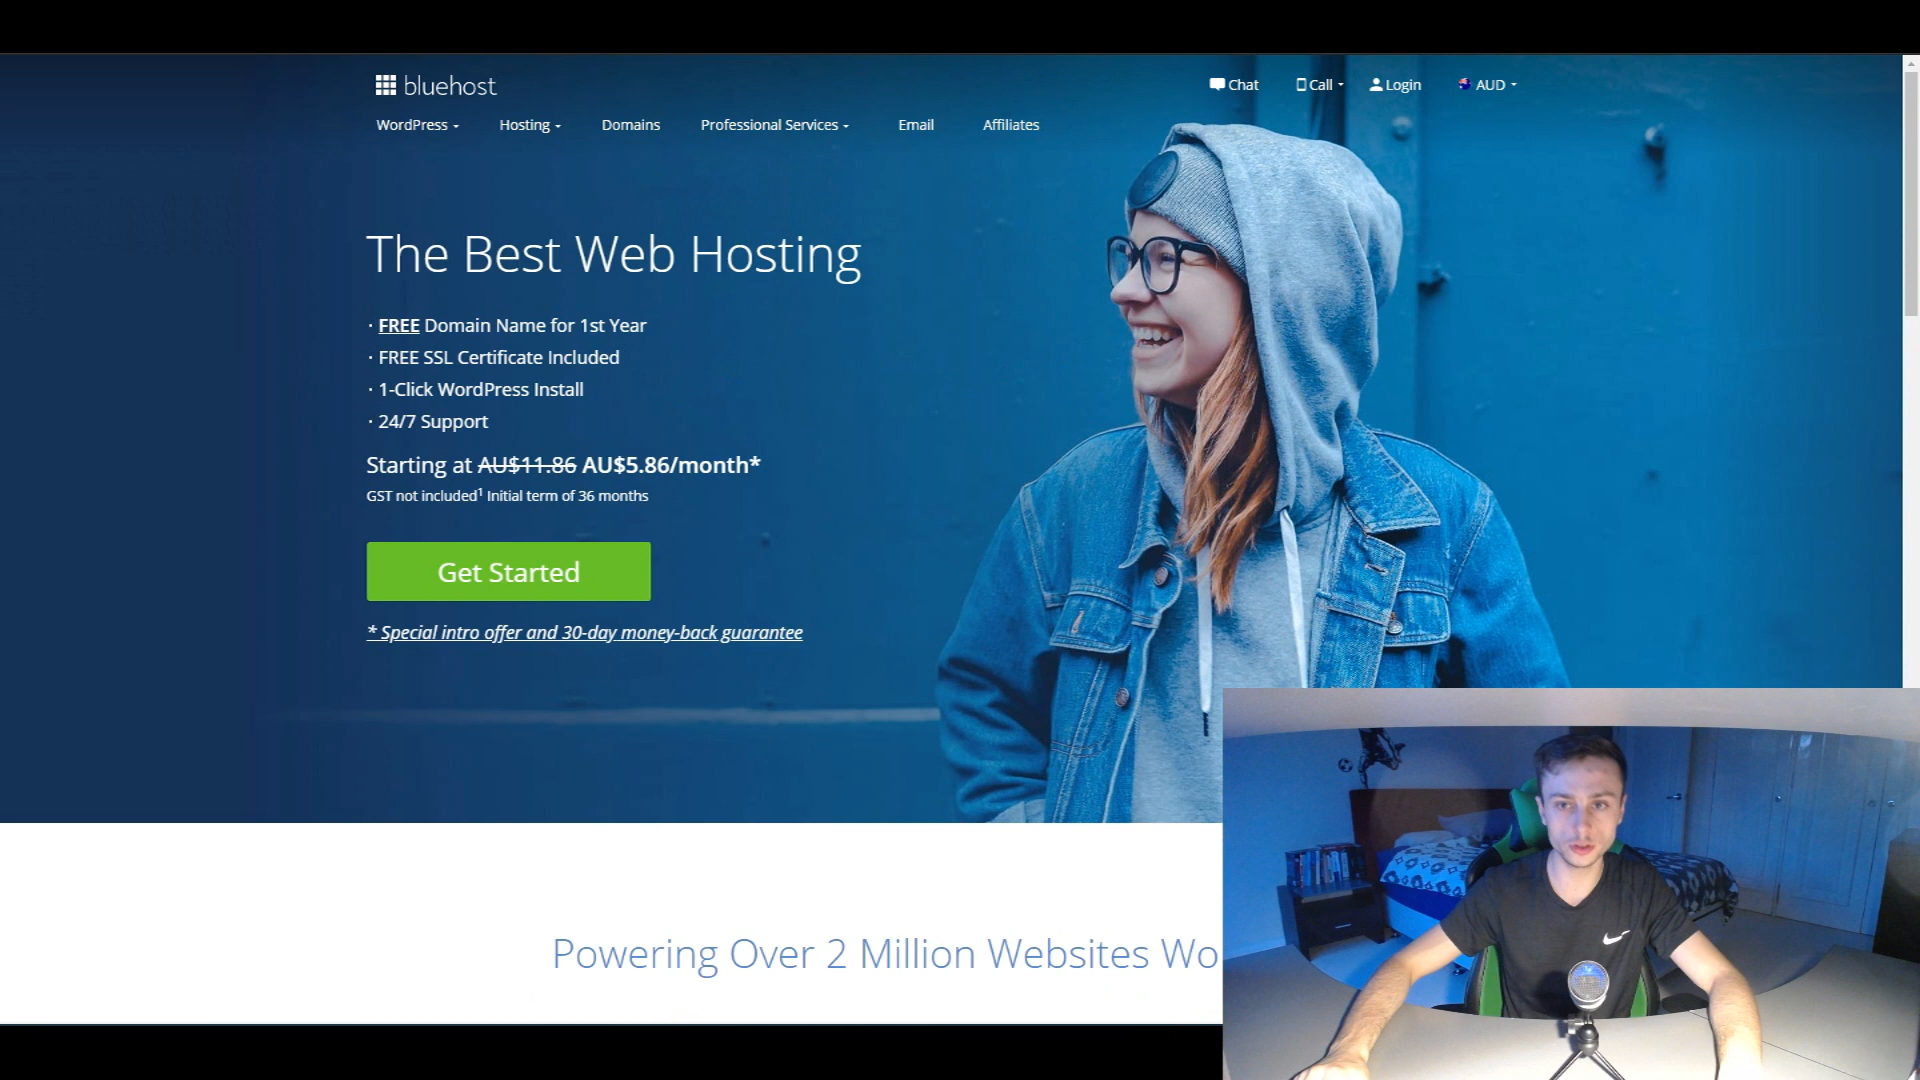 bluehost
Chat
Call
Login
AUD
WordPress
Hosting
Domains
Professional Services
Email
Affiliates
The Best Web Hosting
· FREE Domain Name for 1st Year
· FREE SSL Certificate Included
· 1-Click WordPress Install
· 24/7 Support
Starting at AU$11.86 AU$5.86/month*
GST not included¹ Initial term of 36 months
Get Started
* Special intro offer and 30-day money-back guarantee
Powering Over 2 Million Websites Wo